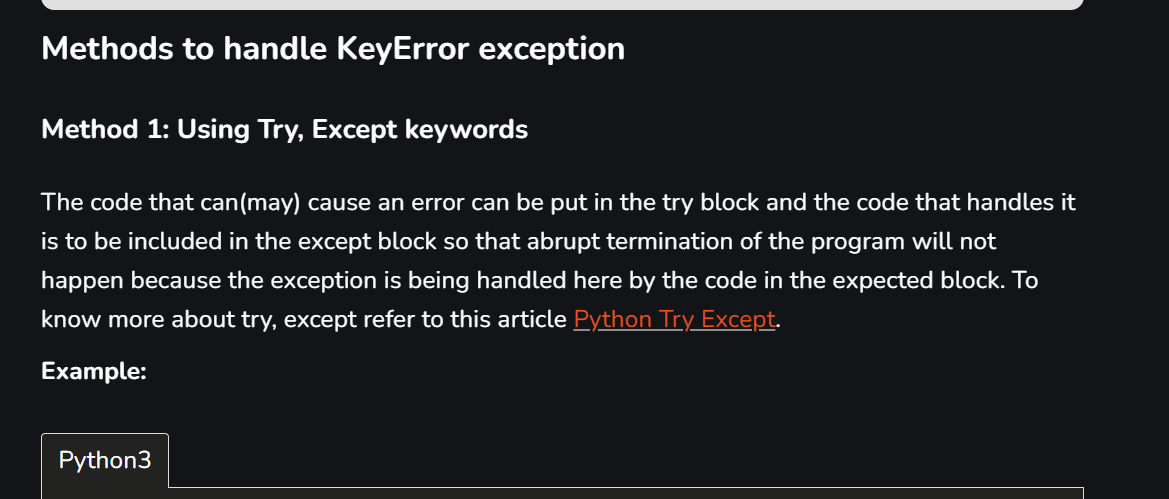 Methods to handle KeyError exception
Method 1: Using Try, Except keywords
The code that can(may) cause an error can be put in the try block and the code that handles it
is to be included in the except block so that abrupt termination of the program will not
happen because the exception is being handled here by the code in the expected block. To
know more about try, except refer to this article Python Try Except.
Example:
Python3